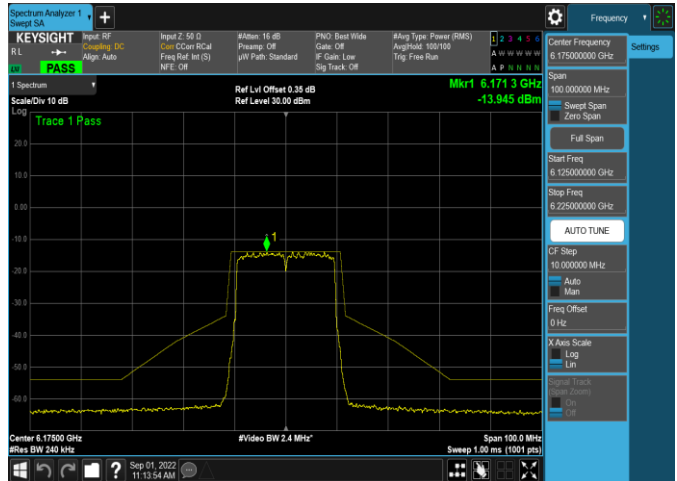 Spectrum Analyzer 1
Swept SA
Frequency
KEYSIGHT
RL
PASS
Input: RF
Coupling: DC
Align: Auto
Input Z: 50 Ω
Corr CCorr RCal
Freq Ref: Int (S)
NFE: Off
#Atten: 16 dB
Preamp: Off
µW Path: Standard
PNO: Best Wide
Gate: Off
IF Gain: Low
Sig Track: Off
#Avg Type: Power (RMS)
Avg|Hold: 100/100
Trig: Free Run
1 2 3 4 5 6
A W W W W W
A P N N N N
1 Spectrum
Scale/Div 10 dB
Ref Lvl Offset 0.35 dB
Ref Level 30.00 dBm
Mkr1 6.171 3 GHz
-13.945 dBm
Log
Trace 1 Pass
20.0
10.0
0.00
-10.0
-20.0
-30.0
-40.0
-50.0
-60.0
1
Center 6.17500 GHz
#Res BW 240 kHz
#Video BW 2.4 MHz*
Span 100.0 MHz
Sweep 1.00 ms (1001 pts)
Sep 01, 2022
11:13:54 AM
Center Frequency
6.175000000 GHz
Settings
Span
100.000000 MHz
Swept Span
Zero Span
Full Span
Start Freq
6.125000000 GHz
Stop Freq
6.225000000 GHz
AUTO TUNE
CF Step
10.000000 MHz
Auto
Man
Freq Offset
0 Hz
X Axis Scale
Log
Lin
Signal Track
(Span Zoom)
On
Off